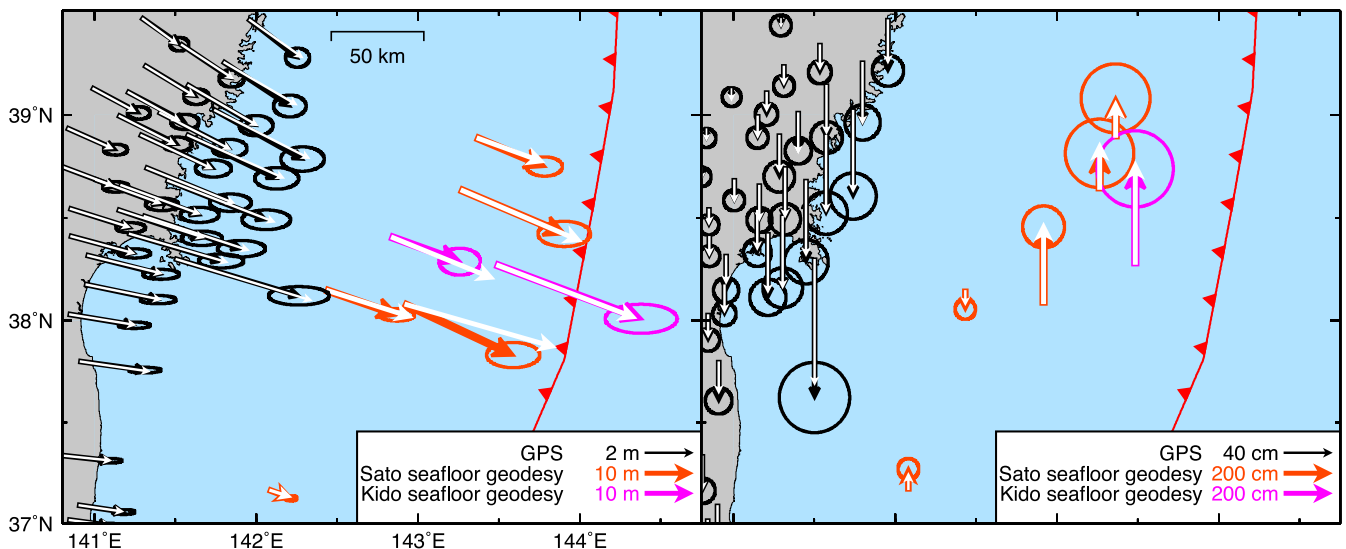 50 km
39°N
38°N
37°N
GPS 2 m
Sato seafloor geodesy 10 m
Kido seafloor geodesy 10 m
GPS 40 cm
Sato seafloor geodesy 200 cm
Kido seafloor geodesy 200 cm
141°E 142°E 143°E 144°E